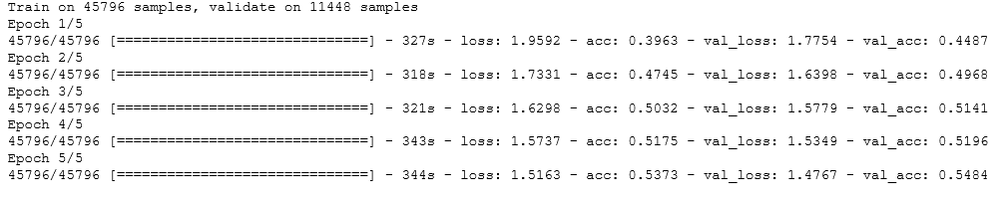 Train on 45796 samples, validate on 11448 samples
Epoch 1/5
45796/45796 [==============================] - 327s - loss: 1.9592 - acc: 0.3963 - val_loss: 1.7754 - val_acc: 0.4487
Epoch 2/5
45796/45796 [==============================] - 318s - loss: 1.7331 - acc: 0.4745 - val_loss: 1.6398 - val_acc: 0.4968
Epoch 3/5
45796/45796 [==============================] - 321s - loss: 1.6298 - acc: 0.5032 - val_loss: 1.5779 - val_acc: 0.5141
Epoch 4/5
45796/45796 [==============================] - 343s - loss: 1.5737 - acc: 0.5175 - val_loss: 1.5349 - val_acc: 0.5196
Epoch 5/5
45796/45796 [==============================] - 344s - loss: 1.5163 - acc: 0.5373 - val_loss: 1.4767 - val_acc: 0.5484